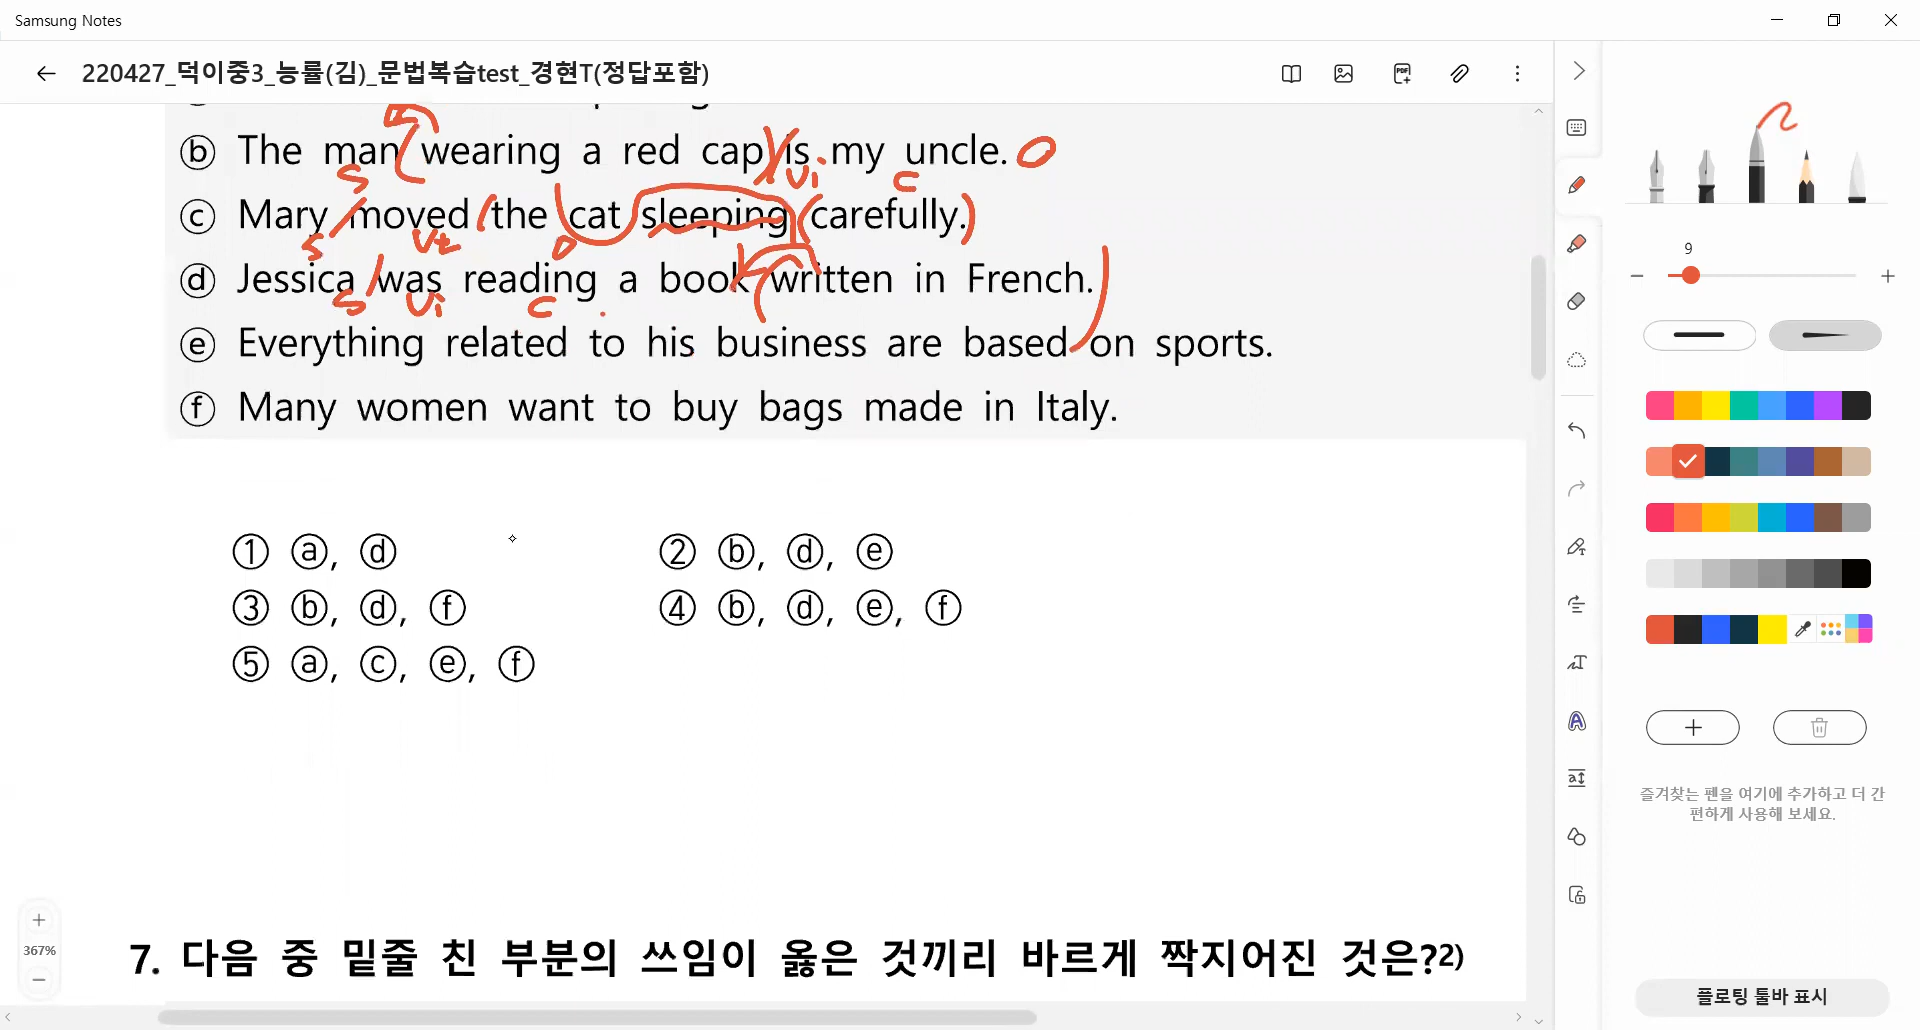 Samsung Notes
220427_덕이중3_능률(김)_문법복습test_경현T(정답포함)
ⓑ The man wearing a red cap is my uncle. O
S Vi C
ⓒ Mary moved the cat sleeping carefully.
S Vt O
ⓓ Jessica was reading a book written in French.
S Vi C
ⓔ Everything related to his business are based on sports.
ⓕ Many women want to buy bags made in Italy.
① ⓐ, ⓓ ② ⓑ, ⓓ, ⓔ
③ ⓑ, ⓓ, ⓕ ④ ⓑ, ⓓ, ⓔ, ⓕ
⑤ ⓐ, ⓒ, ⓔ, ⓕ
7. 다음 중 밑줄 친 부분의 쓰임이 옳은 것끼리 바르게 짝지어진 것은?2)
367%
9
즐겨찾는 펜을 여기에 추가하고 더 간
편하게 사용해 보세요.
플로팅 툴바 표시